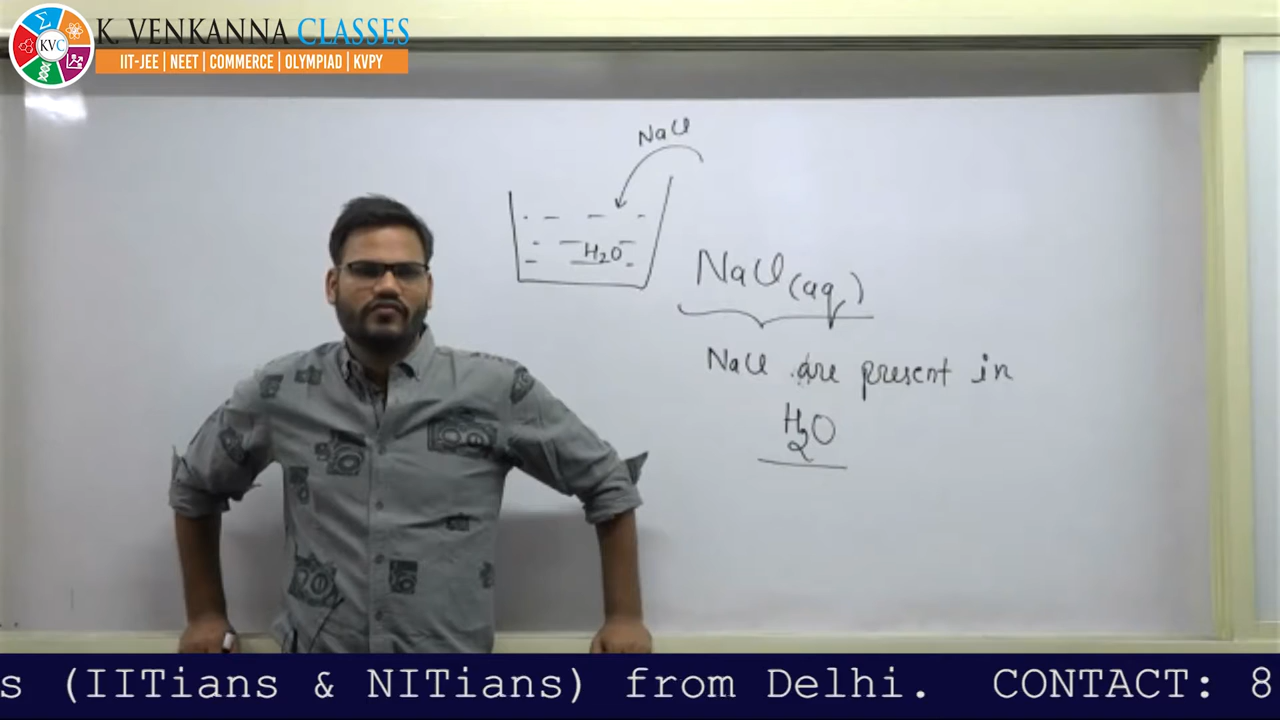 K. VENKANNA CLASSES
KVC
IIT-JEE | NEET | COMMERCE | OLYMPIAD | KVPY
NaCl
H2O
NaCl(aq)
NaCl are present in
H2O
s (IITians & NITians) from Delhi. CONTACT: 8